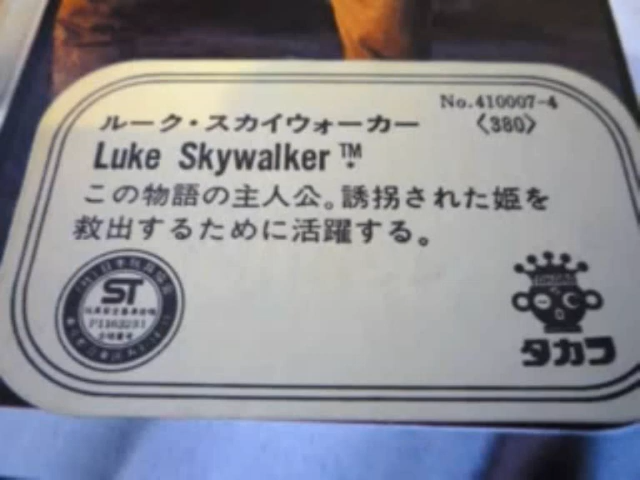 No.410007-4
ルーク・スカイウォーカー 〈380〉
Luke Skywalker™
この物語の主人公。誘拐された姫を
救出するために活躍する。
ST
タカラ